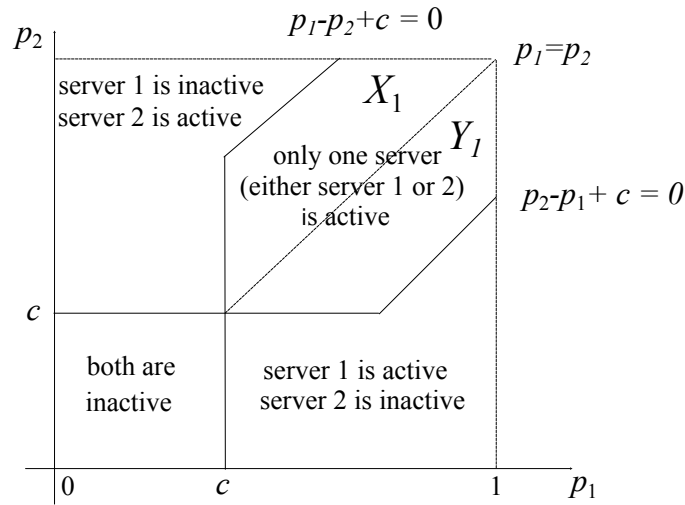 p₁-p₂+c = 0
p₂
p₁=p₂
server 1 is inactive
server 2 is active
X₁
Y₁
only one server
(either server 1 or 2)
is active
p₂-p₁+ c = 0
c
both are
inactive
server 1 is active
server 2 is inactive
0
c
1
p₁